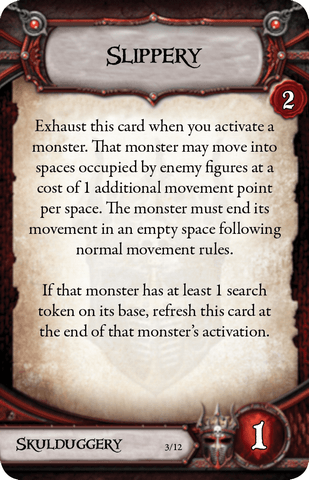 Slippery
2
Exhaust this card when you activate a
monster. That monster may move into
spaces occupied by enemy figures at a
cost of 1 additional movement point
per space. The monster must end its
movement in an empty space following
normal movement rules.
If that monster has at least 1 search
token on its base, refresh this card at
the end of that monster's activation.
Skulduggery
3/12
1